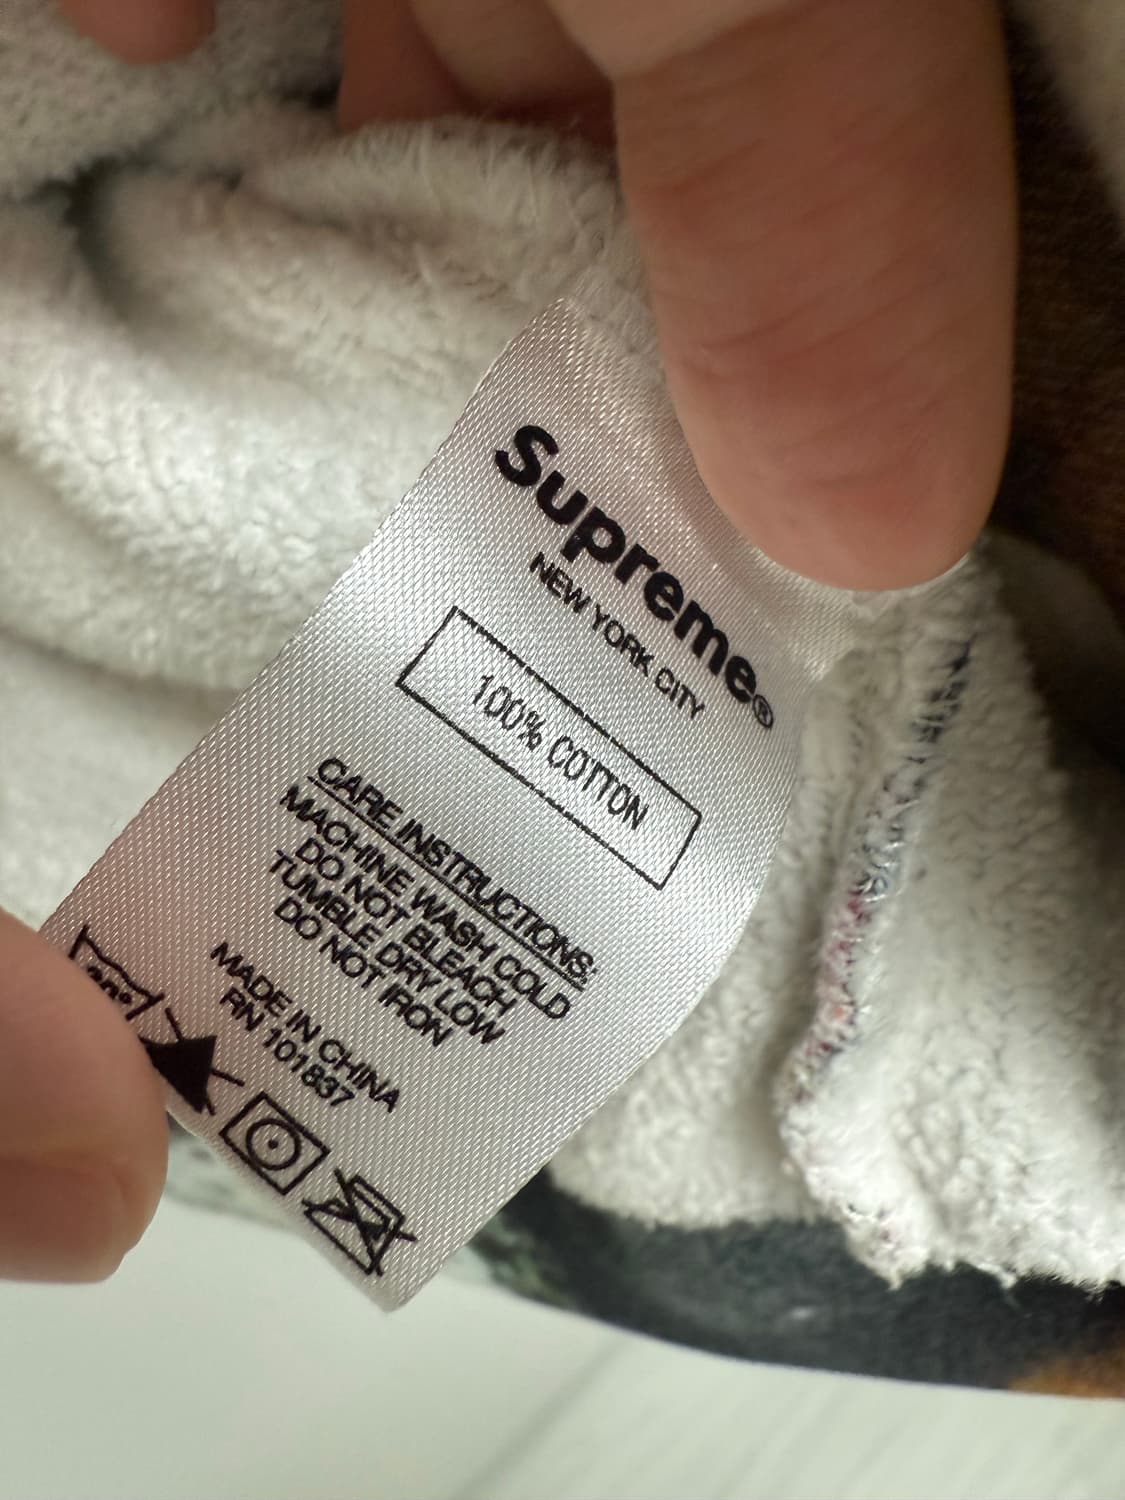 Supreme®
NEW YORK CITY
100% COTTON
CARE INSTRUCTIONS:
MACHINE WASH COLD
DO NOT BLEACH
TUMBLE DRY LOW
DO NOT IRON
MADE IN CHINA
RN 101837